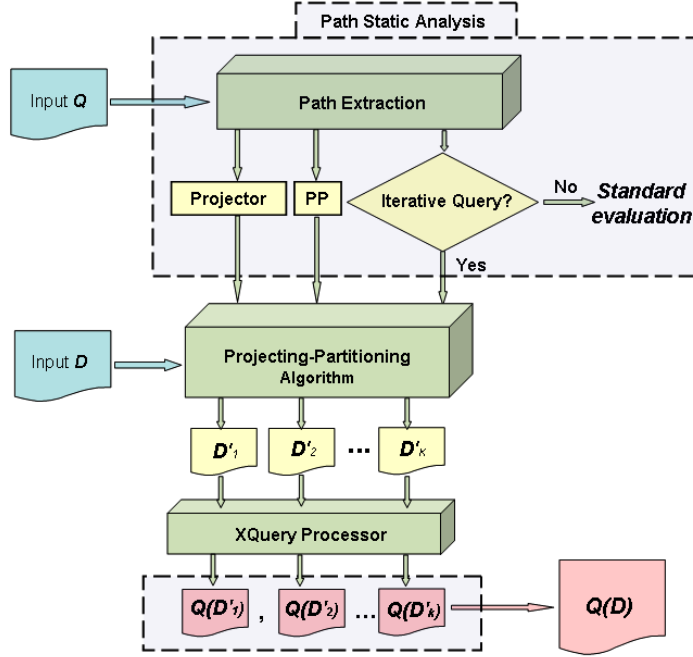 Path Static Analysis
Input Q
Path Extraction
Projector
PP
Iterative Query?
No
Standard
evaluation
Yes
Input D
Projecting-Partitioning
Algorithm
D'1 D'2 ... D'K
XQuery Processor
Q(D'1) , Q(D'2) ... Q(D'k)
Q(D)